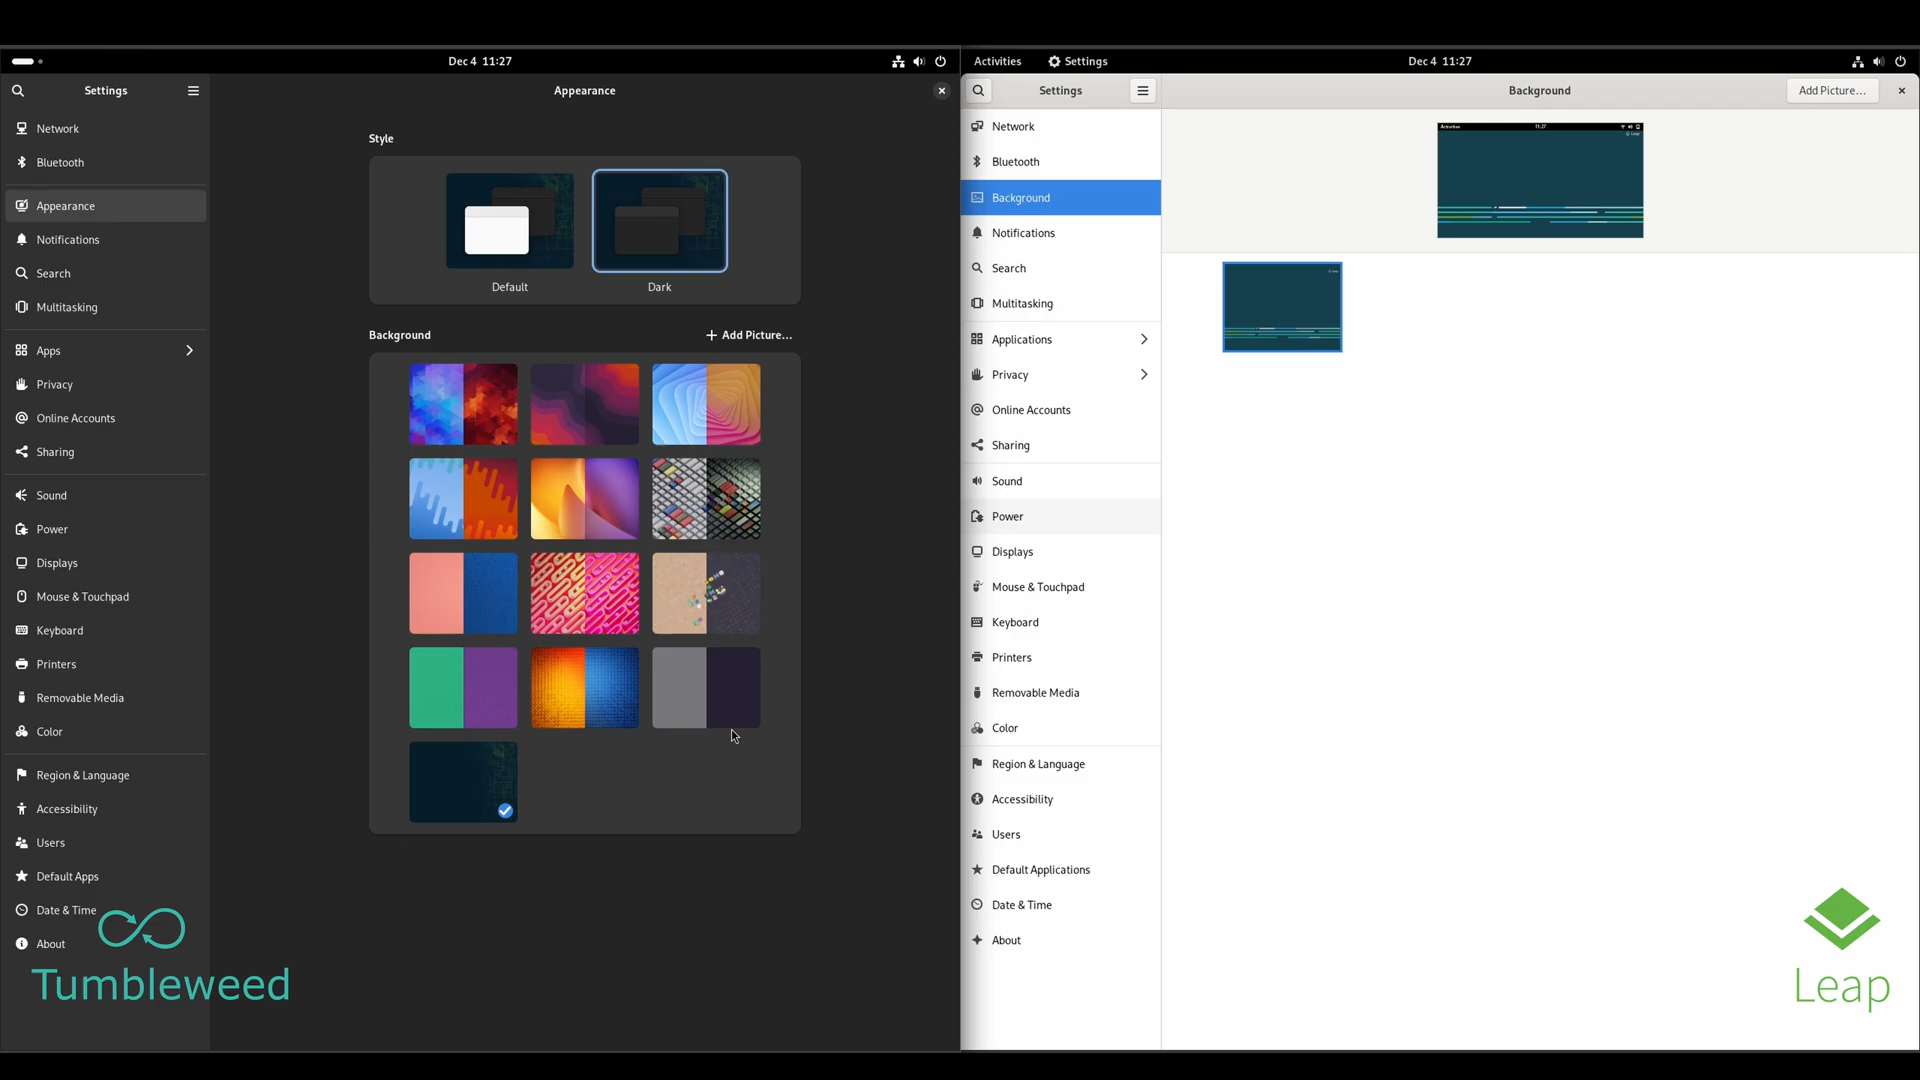 Dec 4 11:27
Settings
Appearance
Network
Bluetooth
Appearance
Notifications
Search
Multitasking
Apps
Privacy
Online Accounts
Sharing
Sound
Power
Displays
Mouse & Touchpad
Keyboard
Printers
Removable Media
Color
Region & Language
Accessibility
Users
Default Apps
Date & Time
About
Tumbleweed
Style
Default
Dark
Background
Add Picture...
Activities
Settings
Dec 4 11:27
Settings
Background
Add Picture...
Network
Bluetooth
Background
Notifications
Search
Multitasking
Applications
Privacy
Online Accounts
Sharing
Sound
Power
Displays
Mouse & Touchpad
Keyboard
Printers
Removable Media
Color
Region & Language
Accessibility
Users
Default Applications
Date & Time
About
Activities
11:27
Leap
Leap